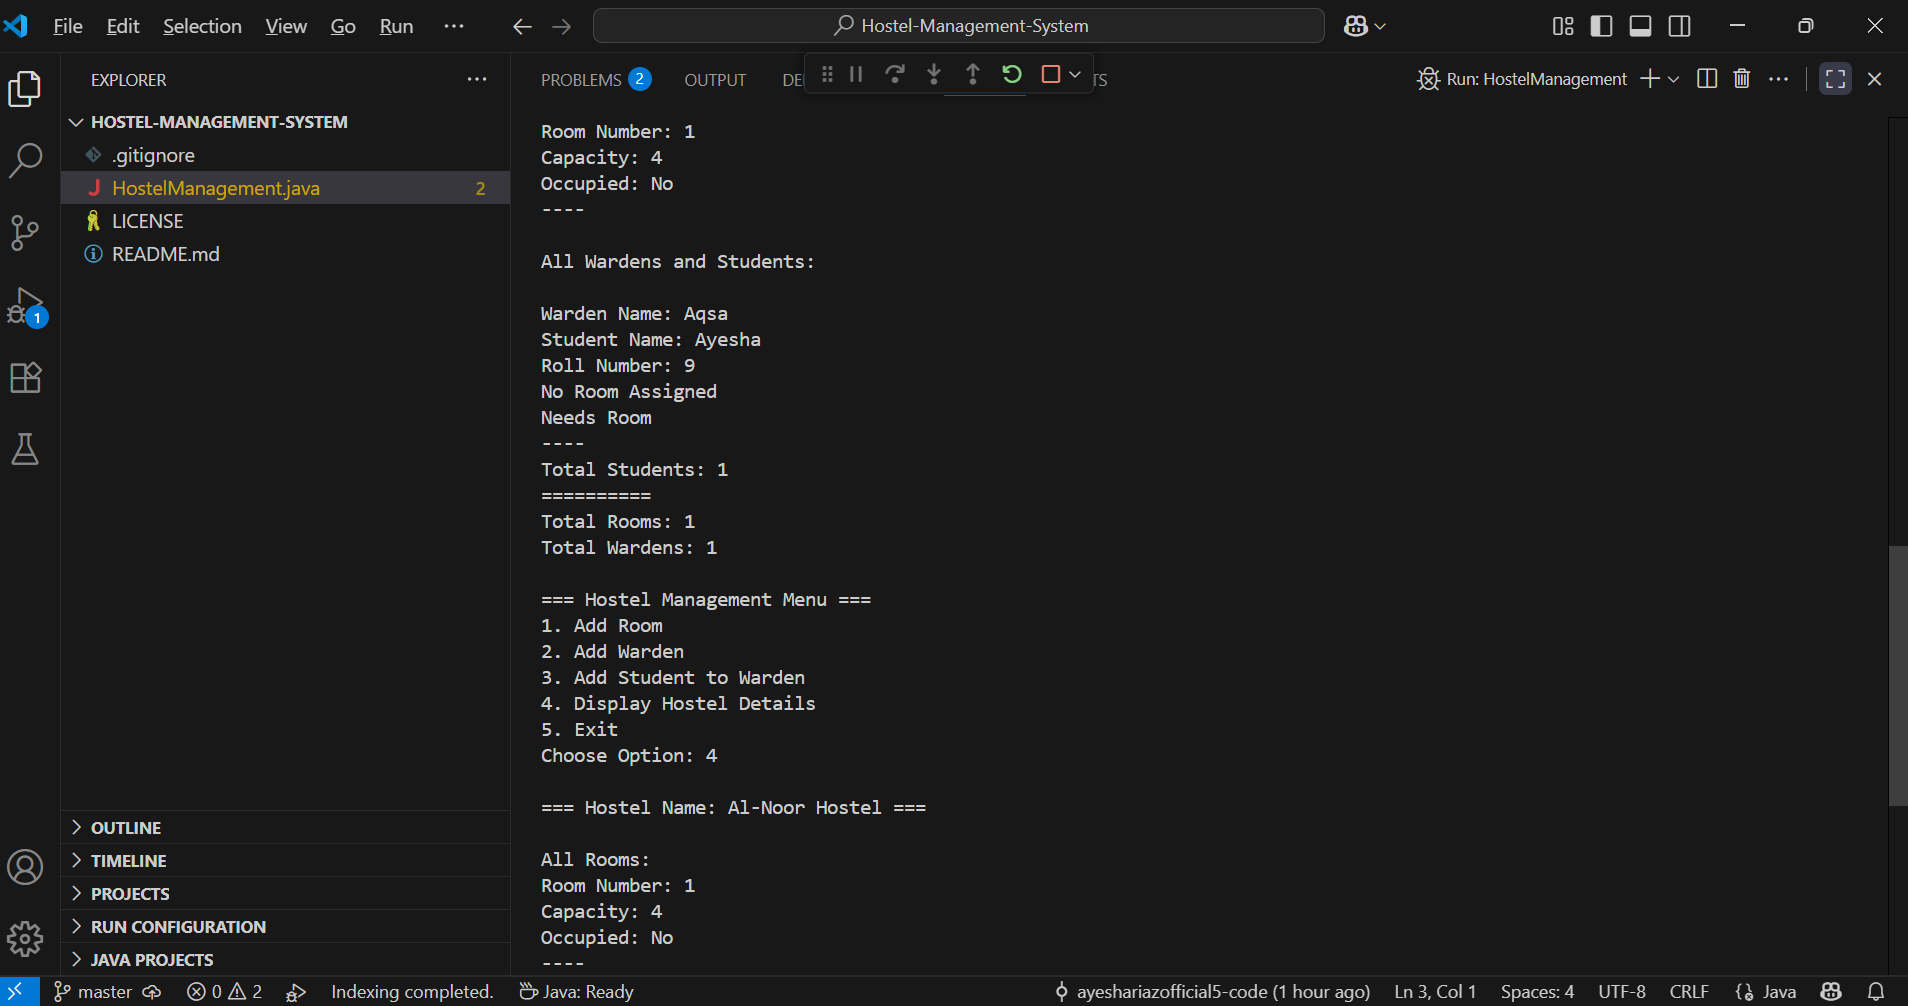 File Edit Selection View Go Run ···
Hostel-Management-System
EXPLORER
HOSTEL-MANAGEMENT-SYSTEM
.gitignore
HostelManagement.java 2
LICENSE
README.md
1
OUTLINE
TIMELINE
PROJECTS
RUN CONFIGURATION
JAVA PROJECTS
PROBLEMS 2 OUTPUT
Run: HostelManagement
Room Number: 1
Capacity: 4
Occupied: No
----
All Wardens and Students:
Warden Name: Aqsa
Student Name: Ayesha
Roll Number: 9
No Room Assigned
Needs Room
----
Total Students: 1
==========
Total Rooms: 1
Total Wardens: 1
=== Hostel Management Menu ===
1. Add Room
2. Add Warden
3. Add Student to Warden
4. Display Hostel Details
5. Exit
Choose Option: 4
=== Hostel Name: Al-Noor Hostel ===
All Rooms:
Room Number: 1
Capacity: 4
Occupied: No
----
master 0 2 Indexing completed. Java: Ready ayeshariazofficial5-code (1 hour ago) Ln 3, Col 1 Spaces: 4 UTF-8 CRLF Java